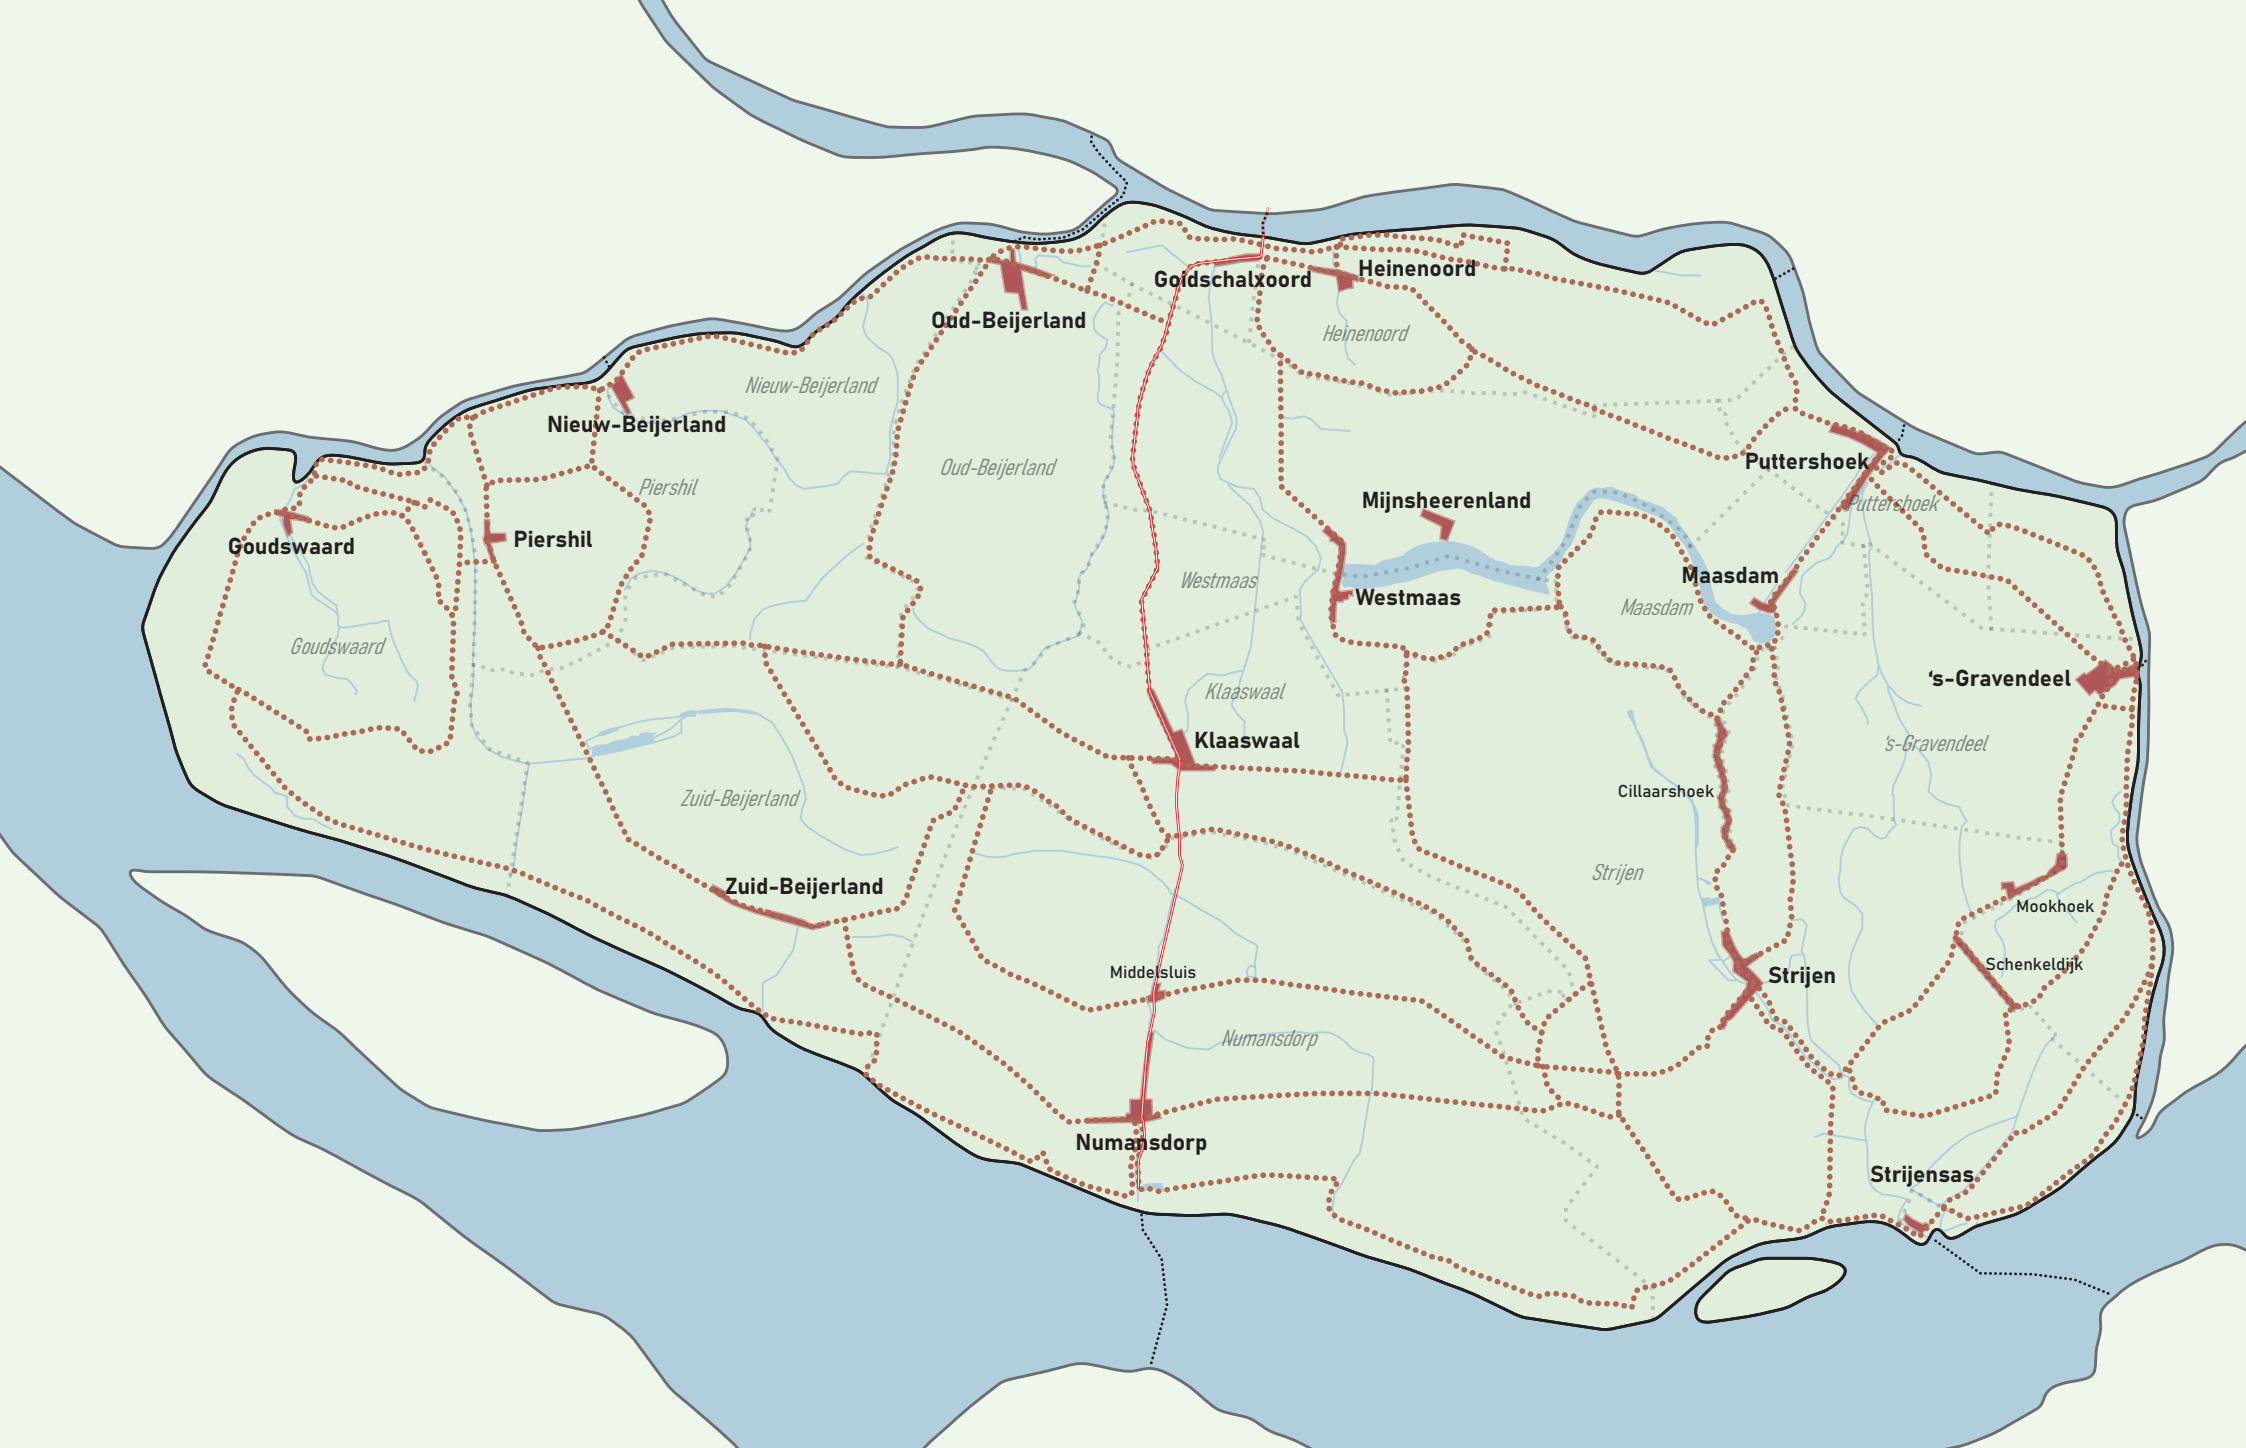 Goidschalxoord
Heinenoord
Oud-Beijerland
Heinenoord
Nieuw-Beijerland
Nieuw-Beijerland
Puttershoek
Oud-Beijerland
Piershil
Mijnsheerenland
Puttershoek
Goudswaard
Piershil
Westmaas
Maasdam
Westmaas
Maasdam
Goudswaard
‘s-Gravendeel
Klaaswaal
Klaaswaal
‘s-Gravendeel
Cillaarshoek
Zuid-Beijerland
Zuid-Beijerland
Strijen
Mookhoek
Middelsluis
Strijen
Schenkeldijk
Numansdorp
Numansdorp
Strijensas